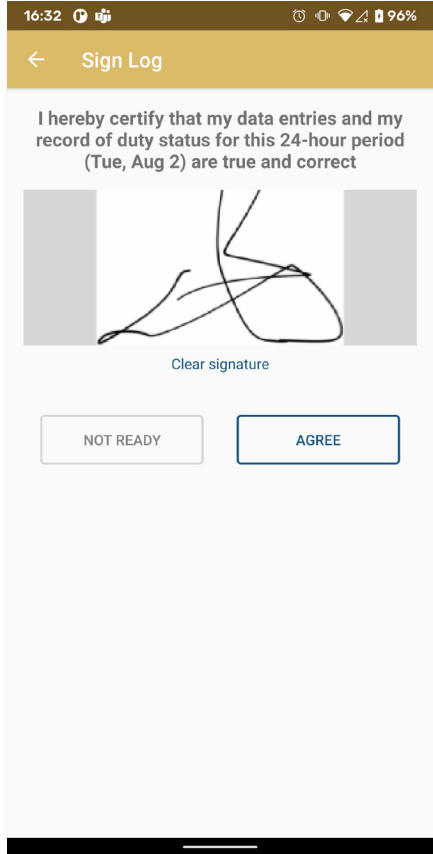 16:32 96%
Sign Log
I hereby certify that my data entries and my
record of duty status for this 24-hour period
(Tue, Aug 2) are true and correct
Clear signature
NOT READY AGREE